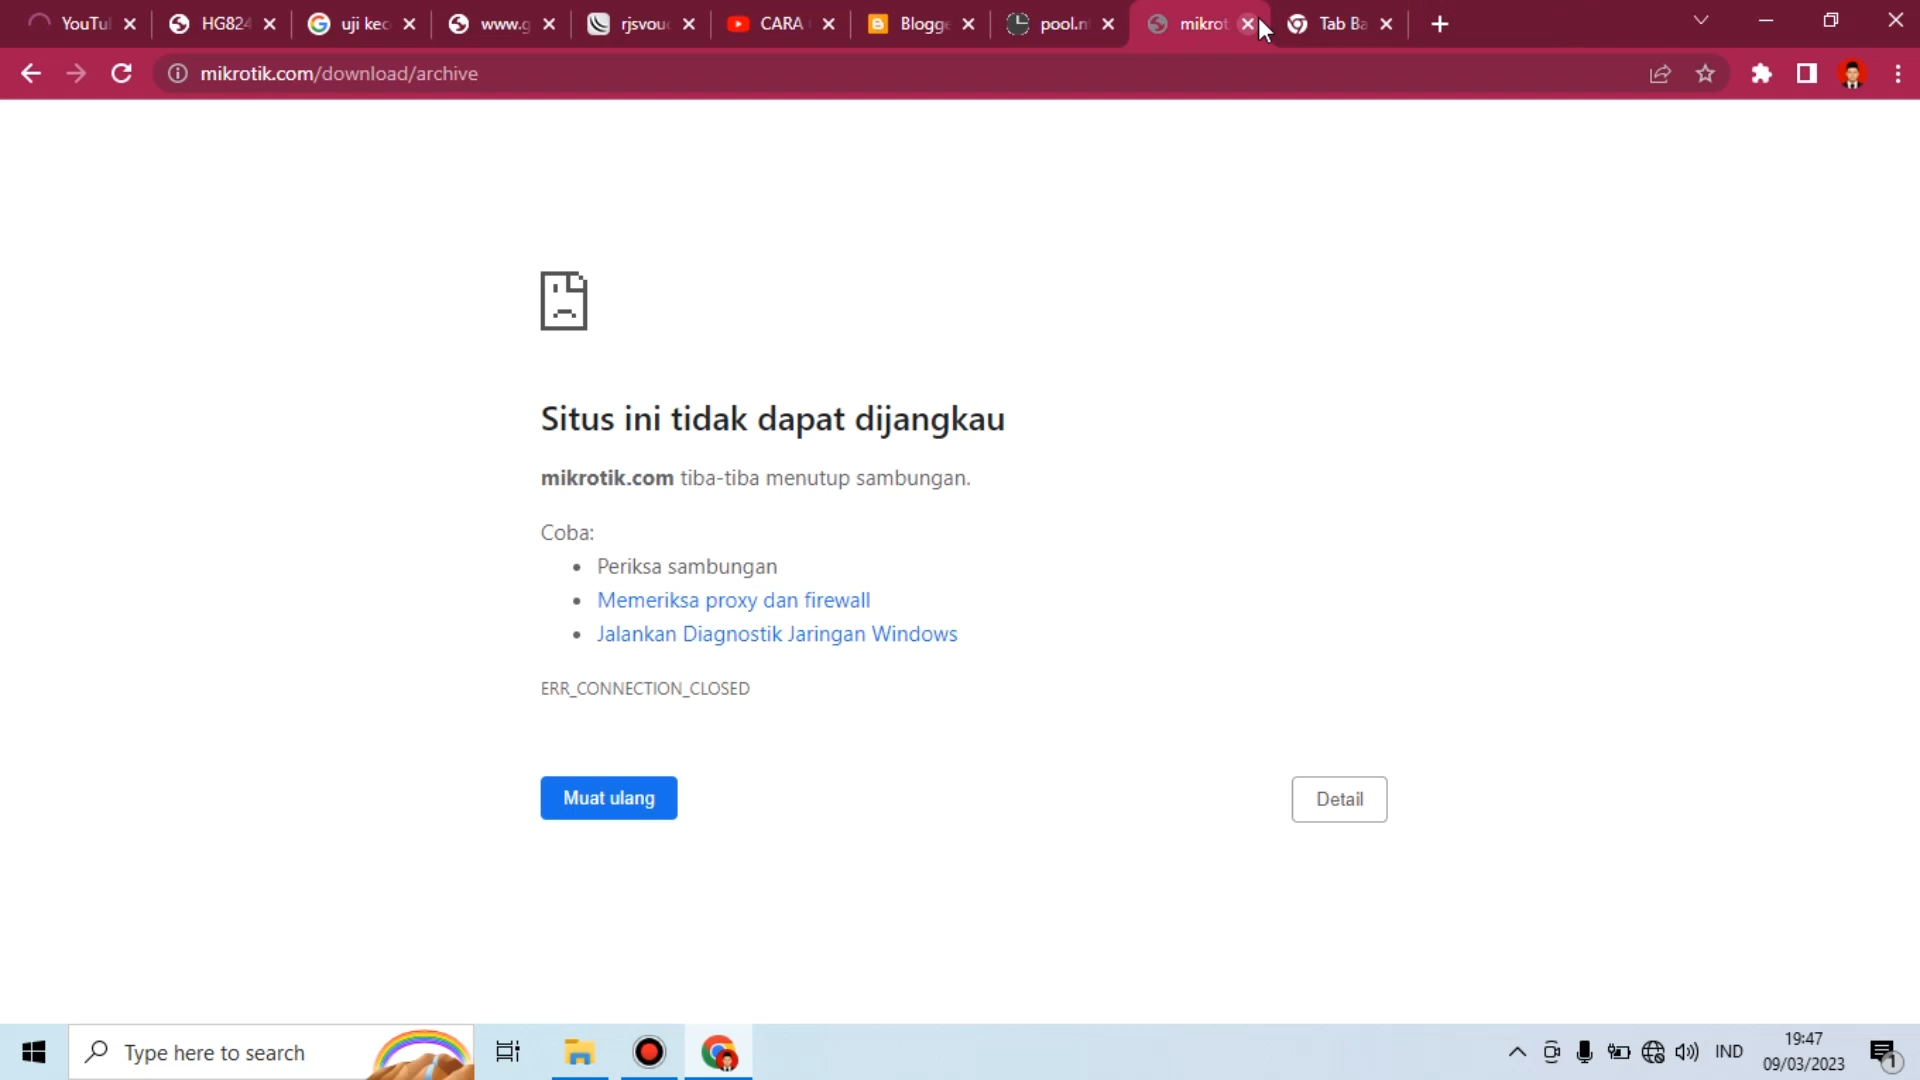 YouTu HG824 uji kec www.g rjsvou CARA Blogge pool.n mikrot Tab Ba
mikrotik.com/download/archive
Situs ini tidak dapat dijangkau
mikrotik.com tiba-tiba menutup sambungan.
Coba:
Periksa sambungan
Memeriksa proxy dan firewall
Jalankan Diagnostik Jaringan Windows
ERR_CONNECTION_CLOSED
Muat ulang
Detail
Type here to search
IND
19:47
09/03/2023
1